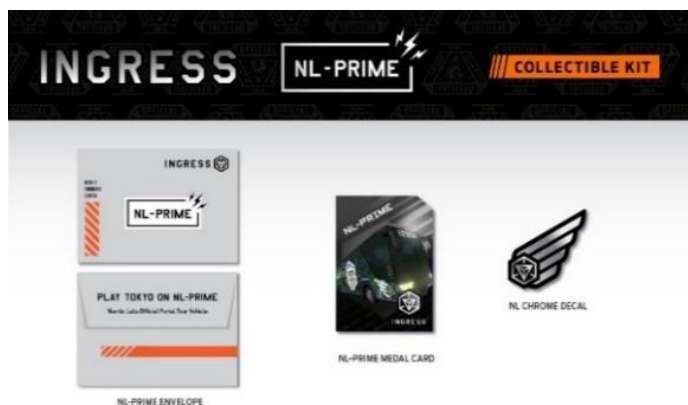 INGRESS
NL-PRIME
COLLECTIBLE KIT
INGRESS
NL-PRIME
PLAY TOKYO ON NL-PRIME
Niantic Labs Official Portal Tour Vehicle
NL-PRIME ENVELOPE
NL-PRIME
INGRESS
NL-PRIME MEDAL CARD
NL CHROME DECAL